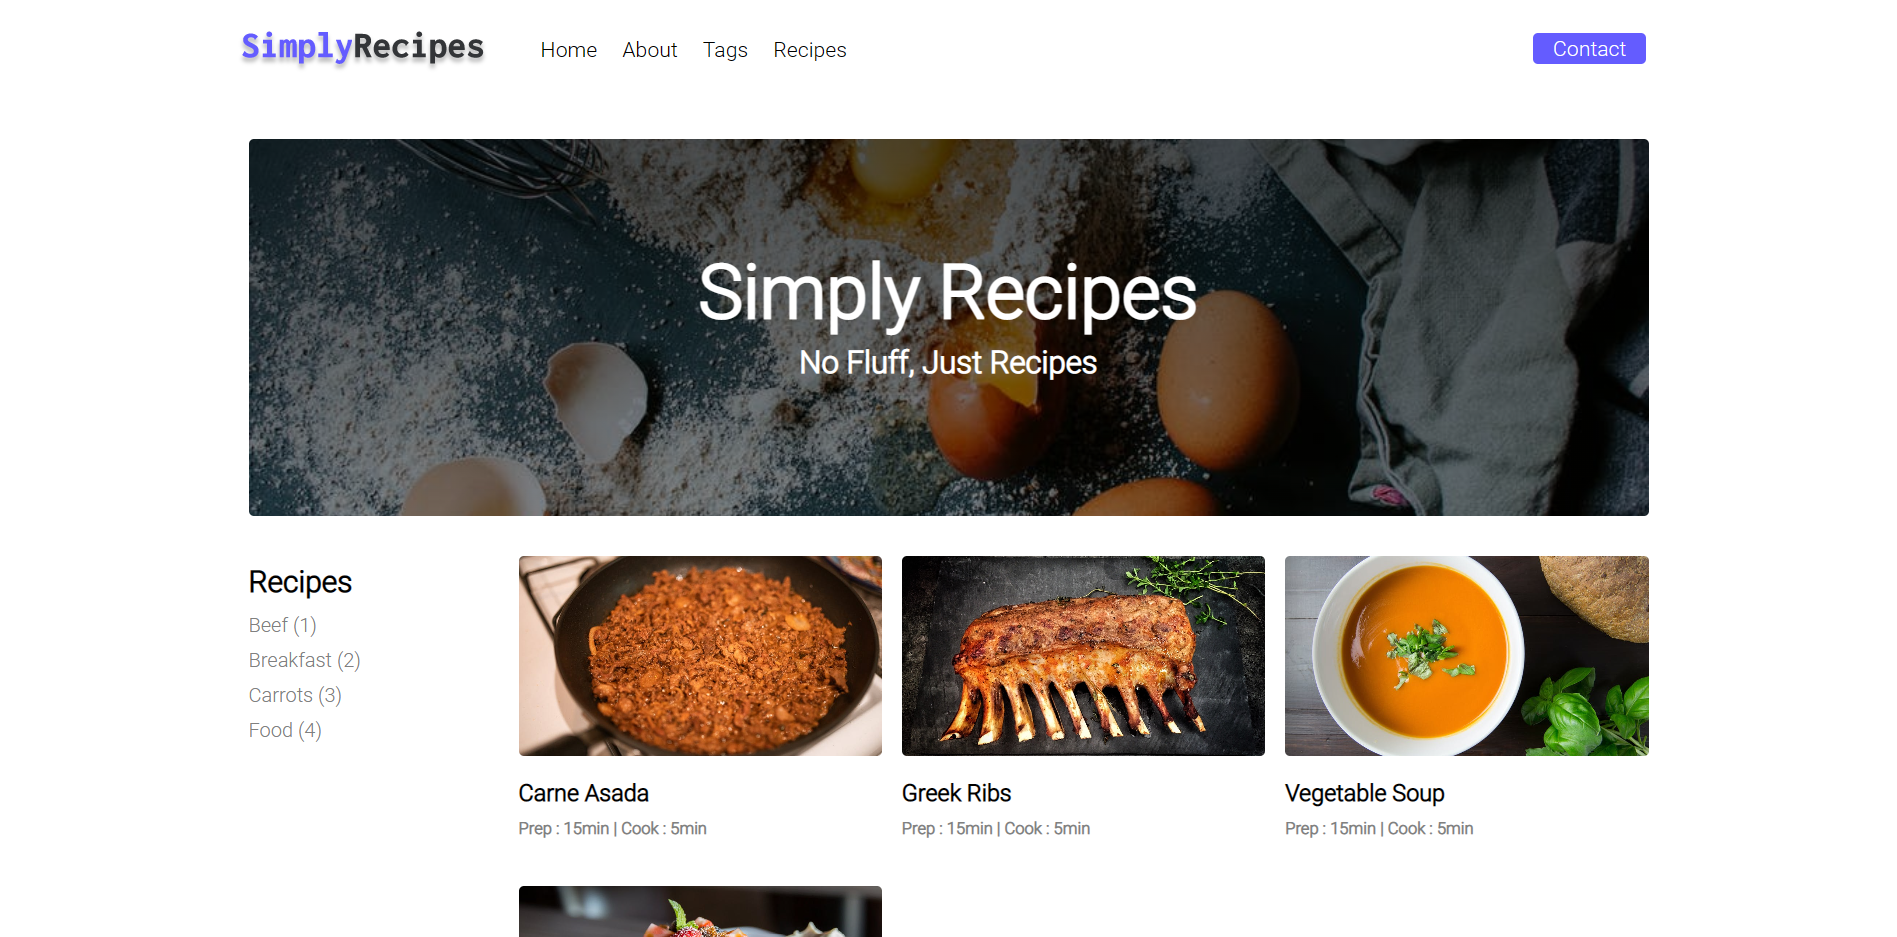 SimplyRecipes
Home About Tags Recipes
Contact
Simply Recipes
No Fluff, Just Recipes
Recipes
Beef (1)
Breakfast (2)
Carrots (3)
Food (4)
Carne Asada
Prep : 15min | Cook : 5min
Greek Ribs
Prep : 15min | Cook : 5min
Vegetable Soup
Prep : 15min | Cook : 5min